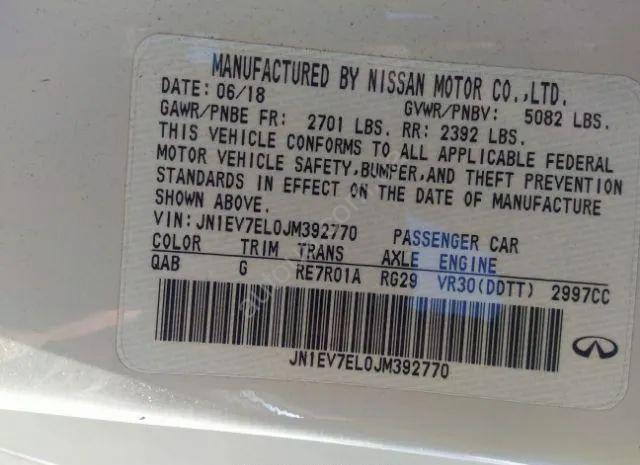 MANUFACTURED BY NISSAN MOTOR CO.,LTD.
DATE: 06/18 GVWR/PNBV: 5082 LBS.
GAWR/PNBE FR: 2701 LBS. RR: 2392 LBS.
THIS VEHICLE CONFORMS TO ALL APPLICABLE FEDERAL
MOTOR VEHICLE SAFETY,BUMPER,AND THEFT PREVENTION
STANDARDS IN EFFECT ON THE DATE OF MANUFACTURE
SHOWN ABOVE.
VIN: JN1EV7EL0JM392770 PASSENGER CAR
COLOR TRIM TRANS AXLE ENGINE
QAB G RE7R01A RG29 VR30(DDTT) 2997CC
JN1EV7EL0JM392770